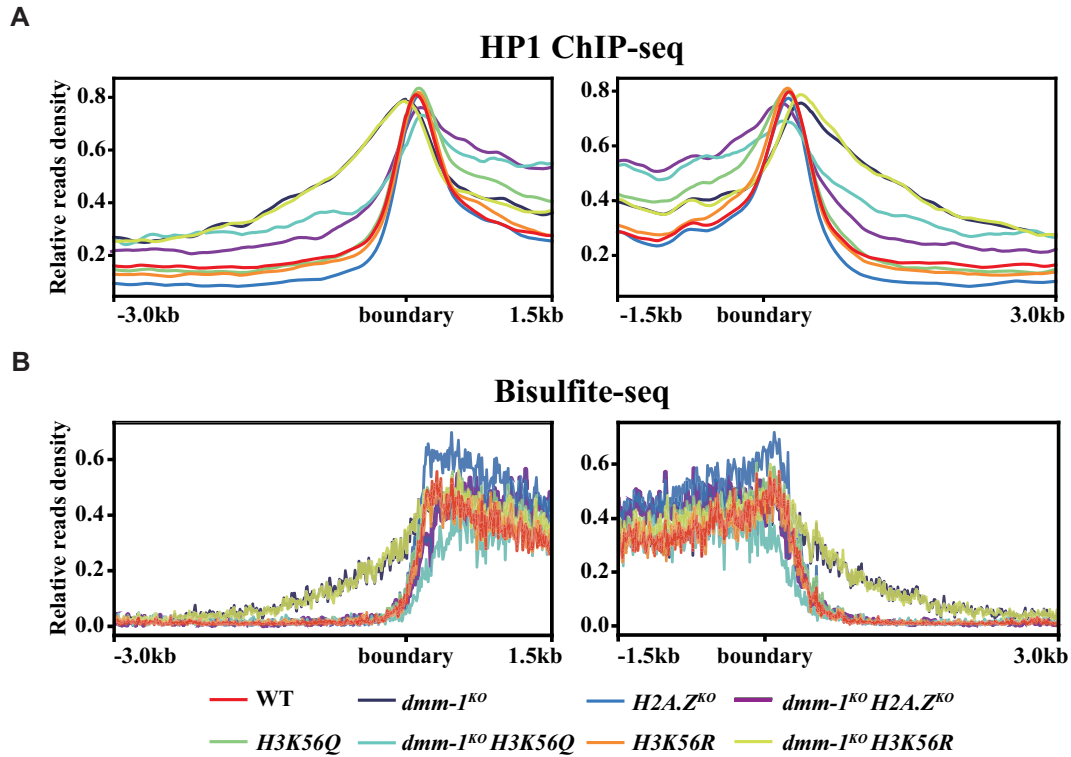 A
HP1 ChIP-seq
Relative reads density
0.8
0.6
0.4
0.2
-3.0kb boundary 1.5kb
0.8
0.6
0.4
0.2
-1.5kb boundary 3.0kb
B
Bisulfite-seq
Relative reads density
0.6
0.4
0.2
0.0
-3.0kb boundary 1.5kb
0.6
0.4
0.2
0.0
-1.5kb boundary 3.0kb
WT dmm-1KO H2A.ZKO dmm-1KO H2A.ZKO
H3K56Q dmm-1KO H3K56Q H3K56R dmm-1KO H3K56R